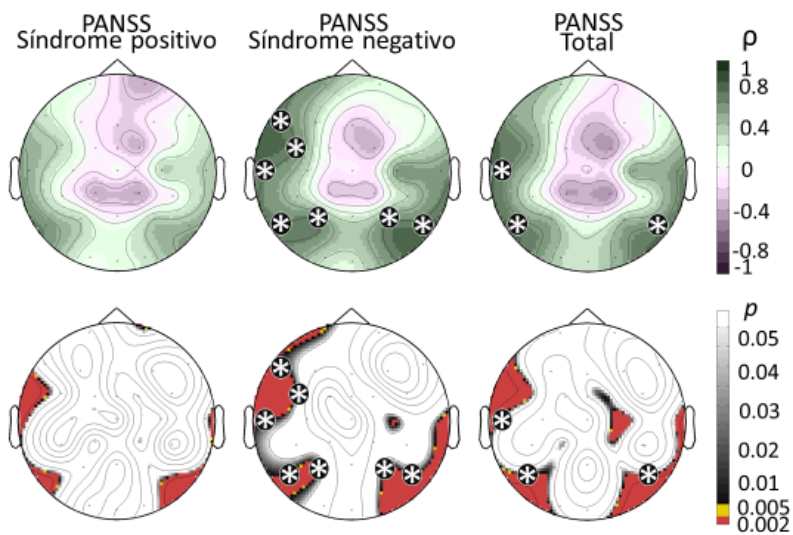 PANSS
Síndrome positivo
PANSS
Síndrome negativo
PANSS
Total
ρ
1
0.8
0.4
0
-0.4
-0.8
-1
p
0.05
0.04
0.03
0.02
0.01
0.005
0.002